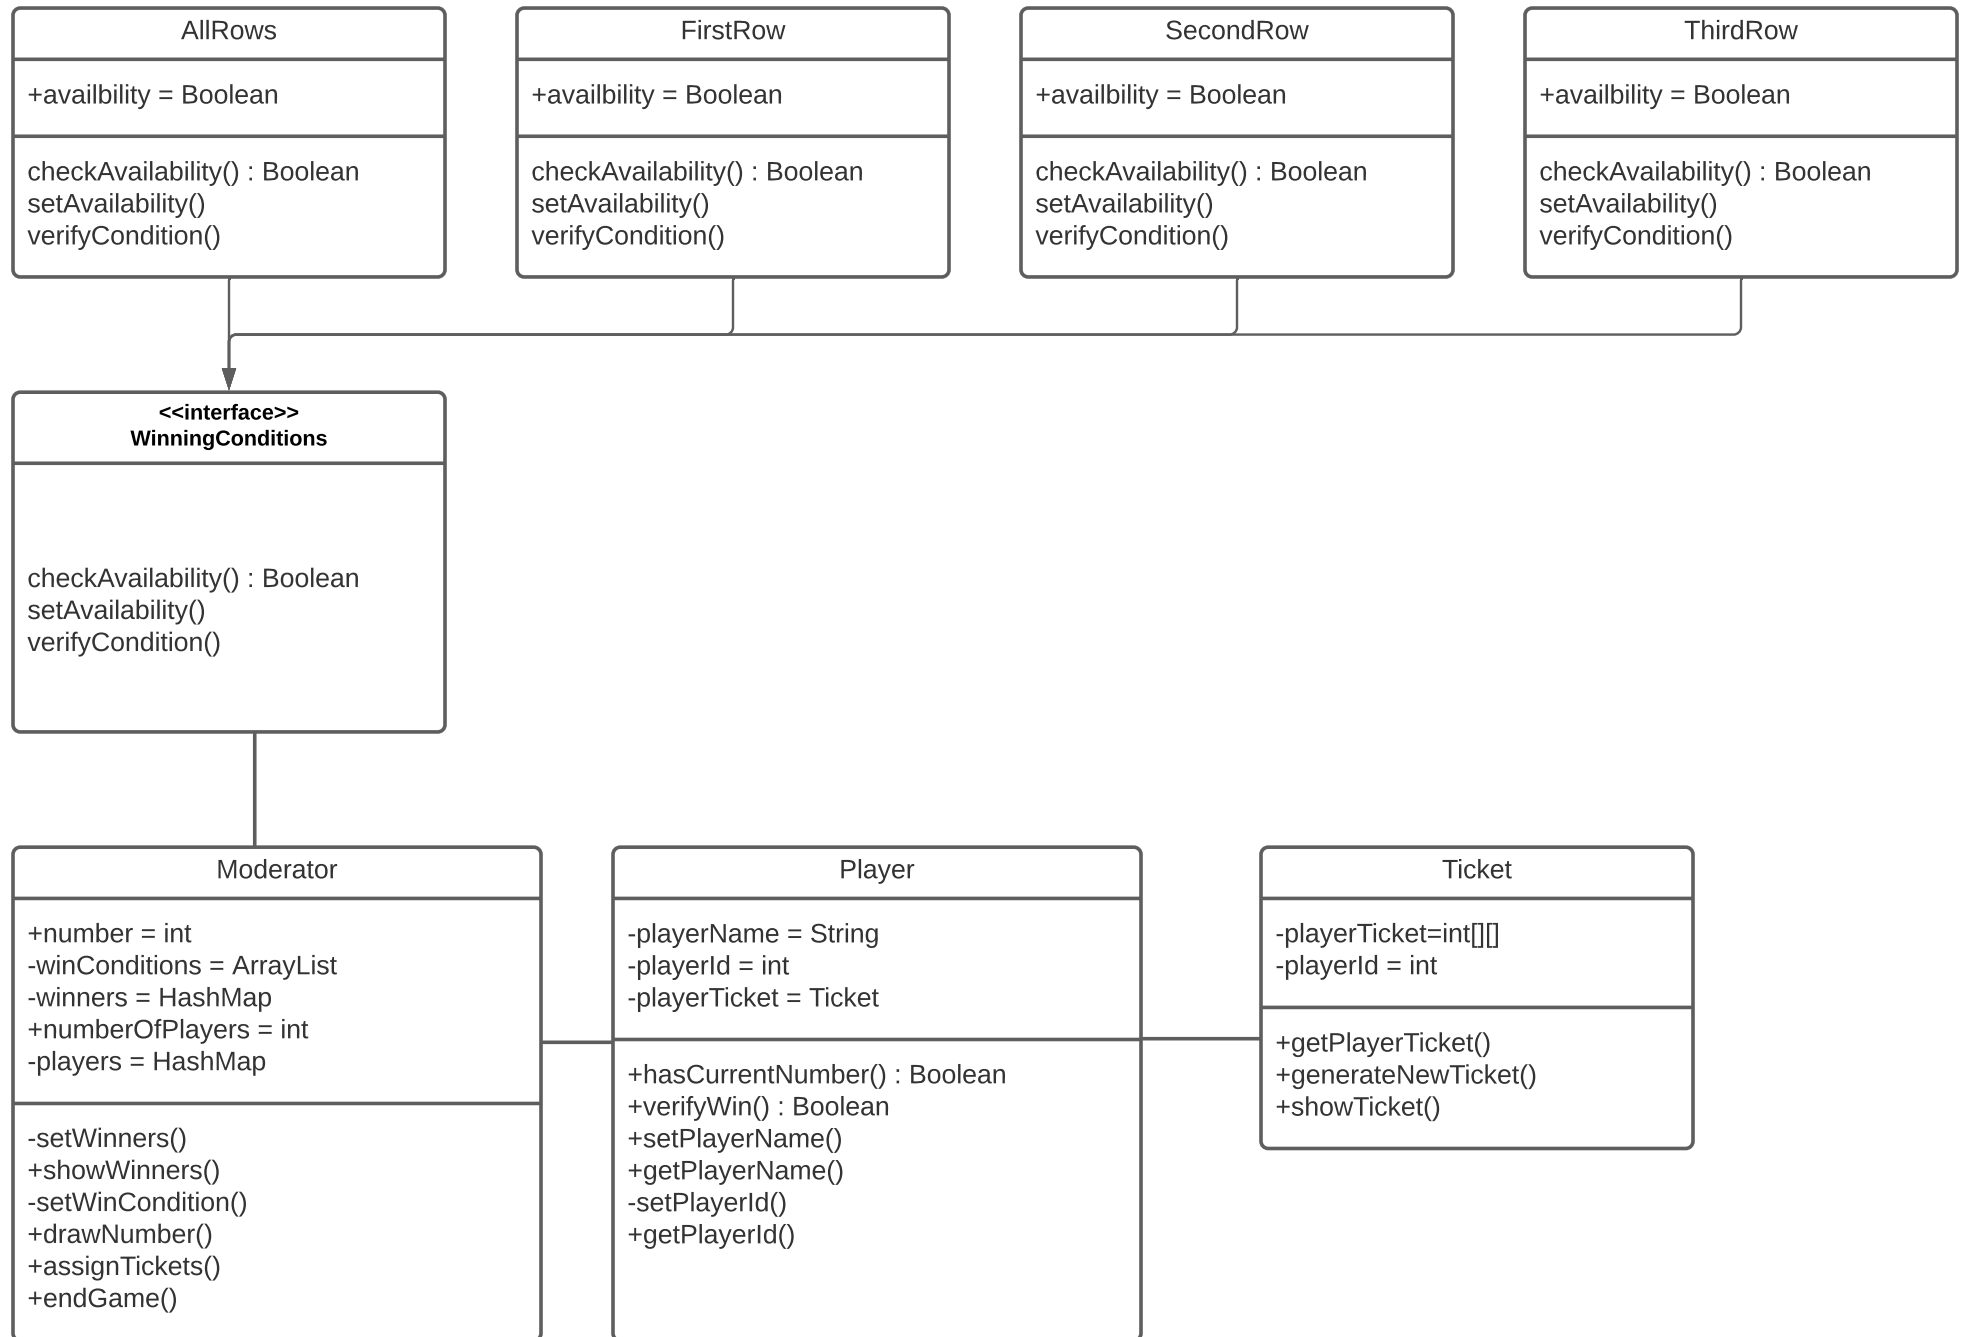 AllRows
+availbility = Boolean
checkAvailability() : Boolean
setAvailability()
verifyCondition()
FirstRow
+availbility = Boolean
checkAvailability() : Boolean
setAvailability()
verifyCondition()
SecondRow
+availbility = Boolean
checkAvailability() : Boolean
setAvailability()
verifyCondition()
ThirdRow
+availbility = Boolean
checkAvailability() : Boolean
setAvailability()
verifyCondition()
<<interface>>
WinningConditions
checkAvailability() : Boolean
setAvailability()
verifyCondition()
Moderator
+number = int
-winConditions = ArrayList
-winners = HashMap
+numberOfPlayers = int
-players = HashMap
-setWinners()
+showWinners()
-setWinCondition()
+drawNumber()
+assignTickets()
+endGame()
Player
-playerName = String
-playerId = int
-playerTicket = Ticket
+hasCurrentNumber() : Boolean
+verifyWin() : Boolean
+setPlayerName()
+getPlayerName()
-setPlayerId()
+getPlayerId()
Ticket
-playerTicket=int[][]
-playerId = int
+getPlayerTicket()
+generateNewTicket()
+showTicket()